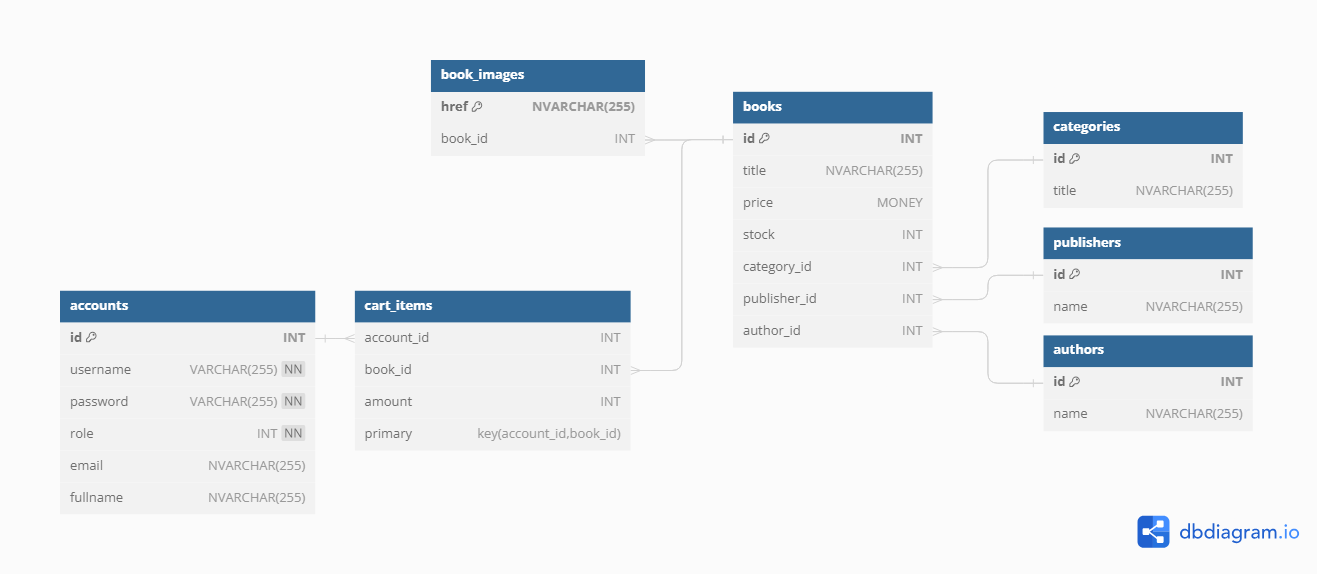 book_images
href NVARCHAR(255)
book_id INT
books
id INT
title NVARCHAR(255)
price MONEY
stock INT
category_id INT
publisher_id INT
author_id INT
categories
id INT
title NVARCHAR(255)
publishers
id INT
name NVARCHAR(255)
authors
id INT
name NVARCHAR(255)
accounts
id INT
username VARCHAR(255) NN
password VARCHAR(255) NN
role INT NN
email NVARCHAR(255)
fullname NVARCHAR(255)
cart_items
account_id INT
book_id INT
amount INT
primary key(account_id,book_id)
dbdiagram.io